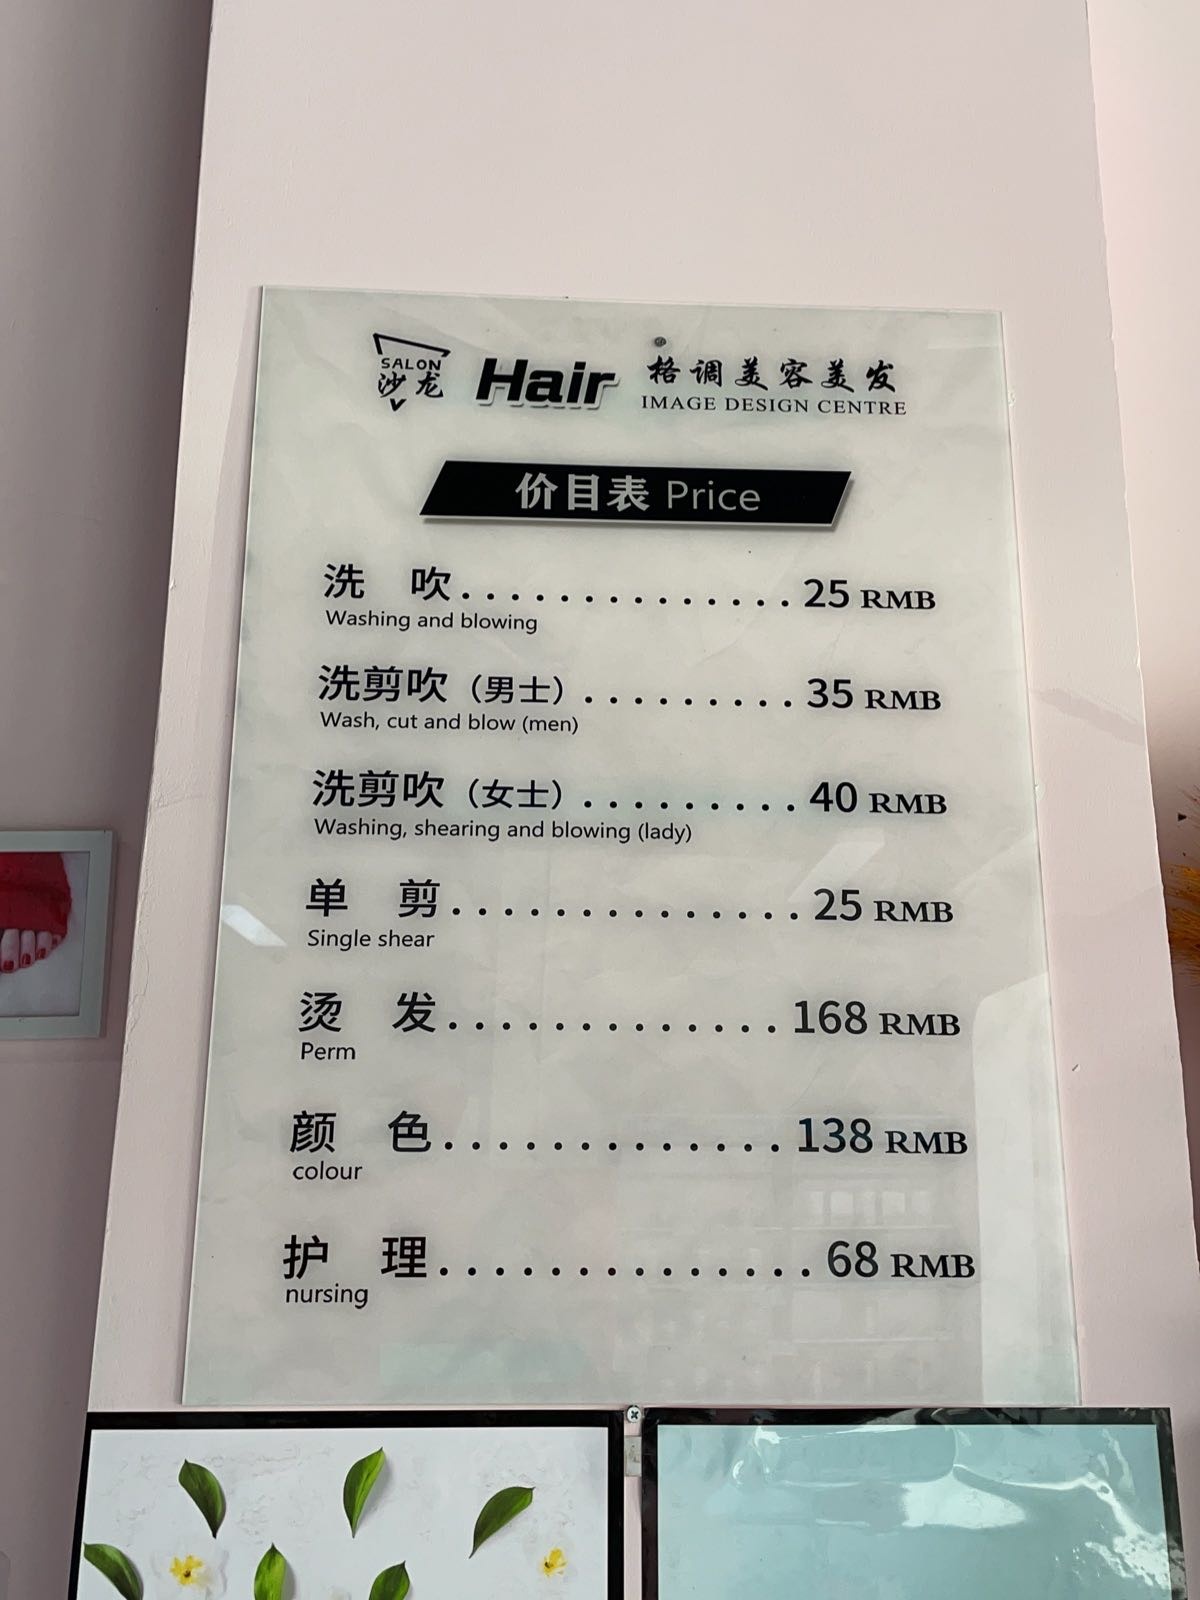 SALON
沙龙
Hair
格调美容美发
IMAGE DESIGN CENTRE
价目表 Price
洗 吹..............25 RMB
Washing and blowing
洗剪吹（男士）.........35 RMB
Wash, cut and blow (men)
洗剪吹（女士）.........40 RMB
Washing, shearing and blowing (lady)
单 剪..............25 RMB
Single shear
烫 发.............168 RMB
Perm
颜 色.............138 RMB
colour
护 理..............68 RMB
nursing